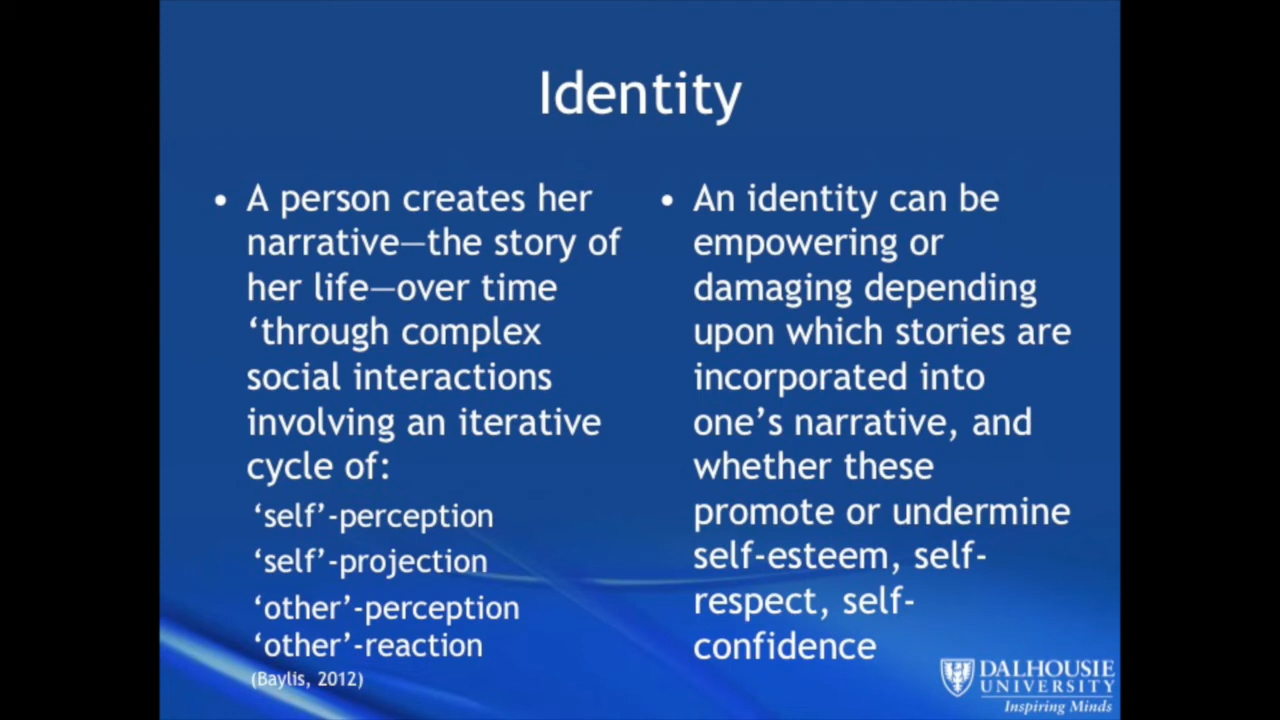 Identity
• A person creates her
narrative—the story of
her life—over time
‘through complex
social interactions
involving an iterative
cycle of:
‘self’-perception
‘self’-projection
‘other’-perception
‘other’-reaction
(Baylis, 2012)
• An identity can be
empowering or
damaging depending
upon which stories are
incorporated into
one’s narrative, and
whether these
promote or undermine
self-esteem, self-
respect, self-
confidence
DALHOUSIE
UNIVERSITY
Inspiring Minds